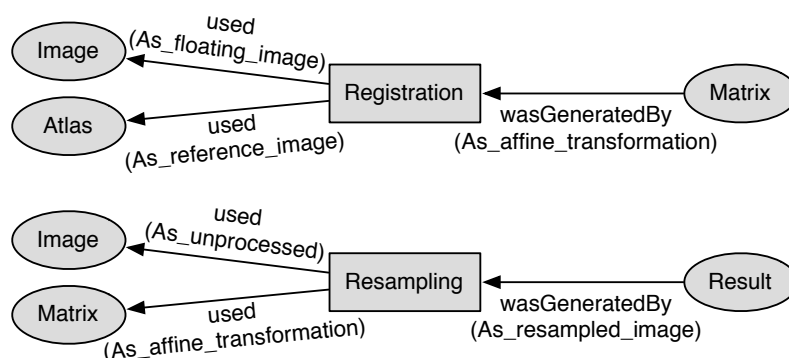 used
(As_floating_image)
Image
Registration
Matrix
wasGeneratedBy
(As_affine_transformation)
Atlas
used
(As_reference_image)
used
(As_unprocessed)
Image
Resampling
Result
wasGeneratedBy
(As_resampled_image)
Matrix
used
(As_affine_transformation)